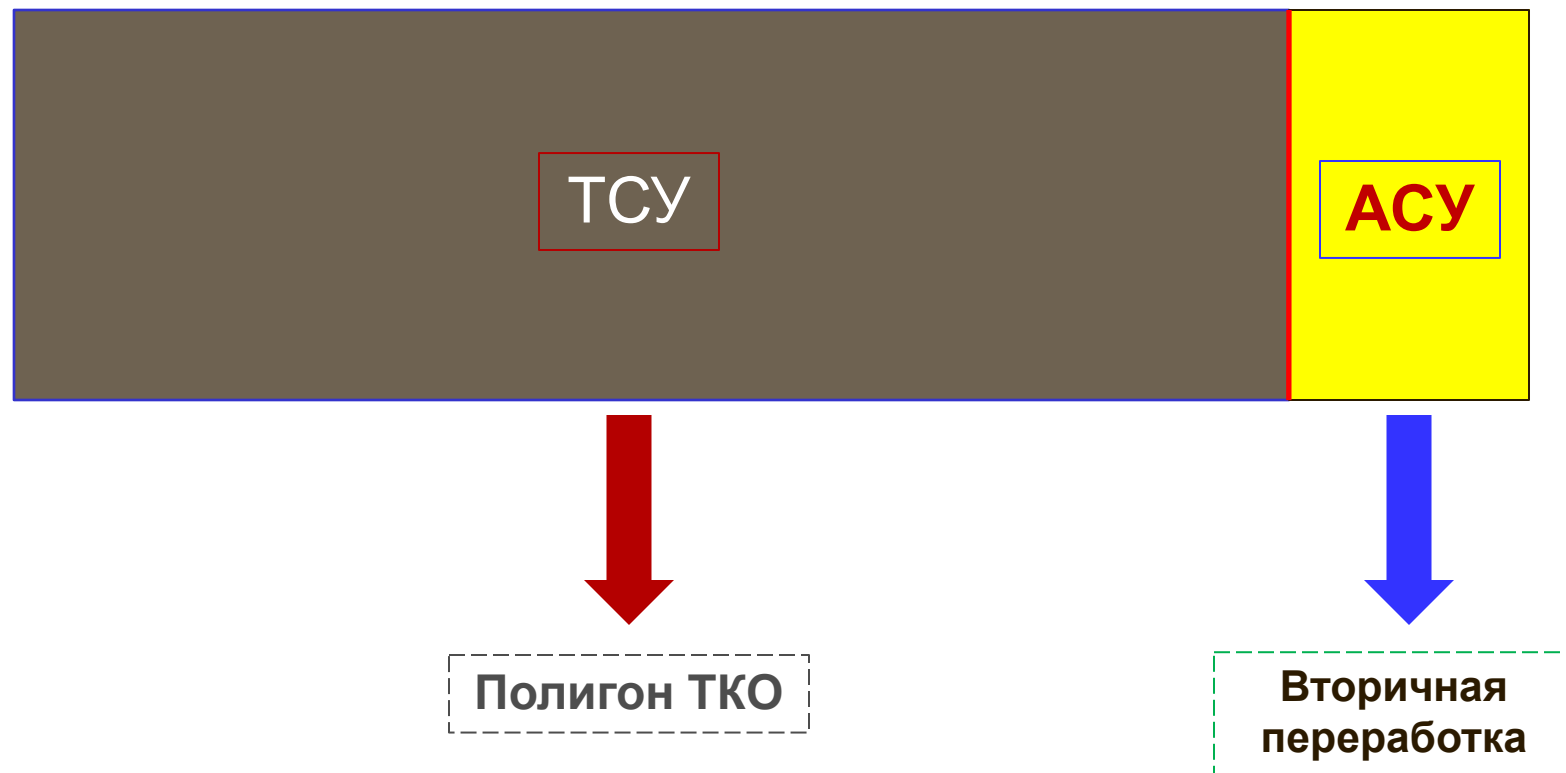 ТСУ
АСУ
Полигон ТКО
Вторичная
переработка